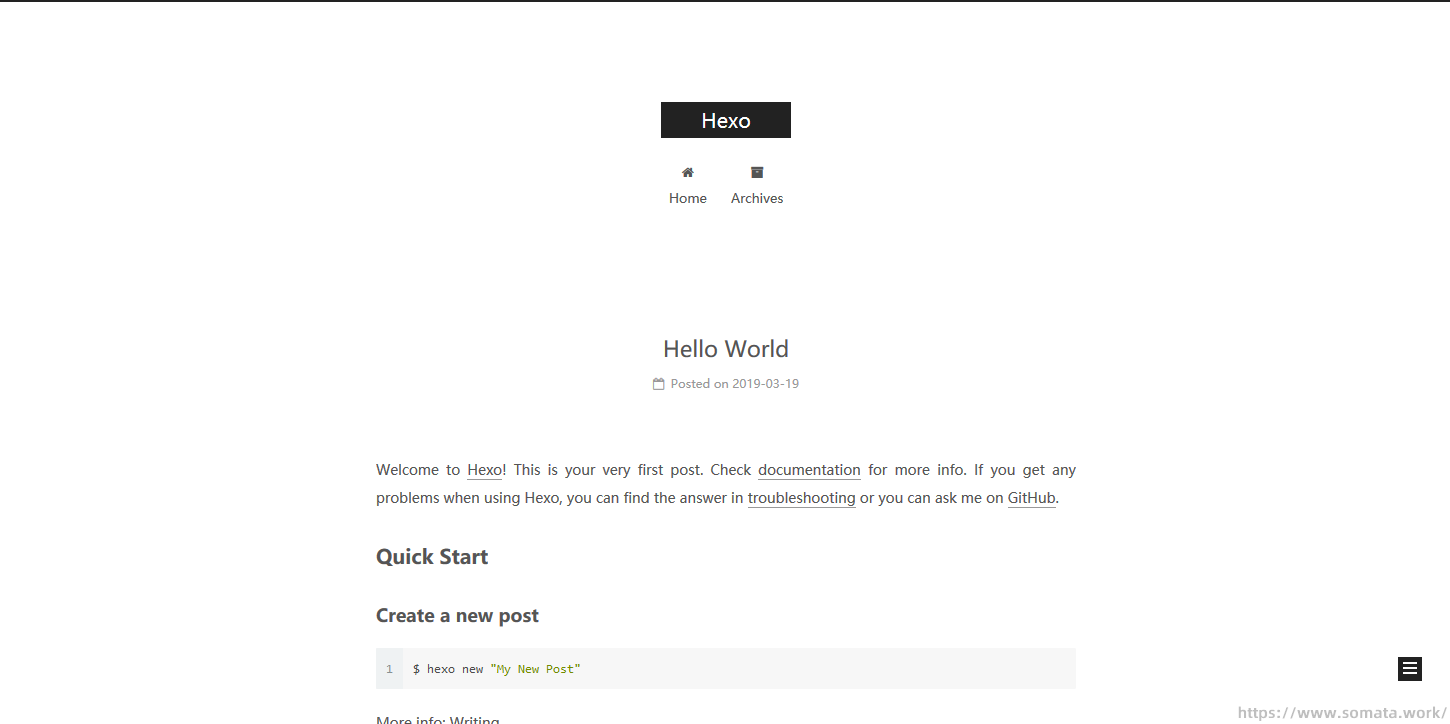 Hexo
Home Archives
Hello World
Posted on 2019-03-19
Welcome to Hexo! This is your very first post. Check documentation for more info. If you get any
problems when using Hexo, you can find the answer in troubleshooting or you can ask me on GitHub.
Quick Start
Create a new post
1 $ hexo new "My New Post"
More info: Writing
https://www.somata.work/